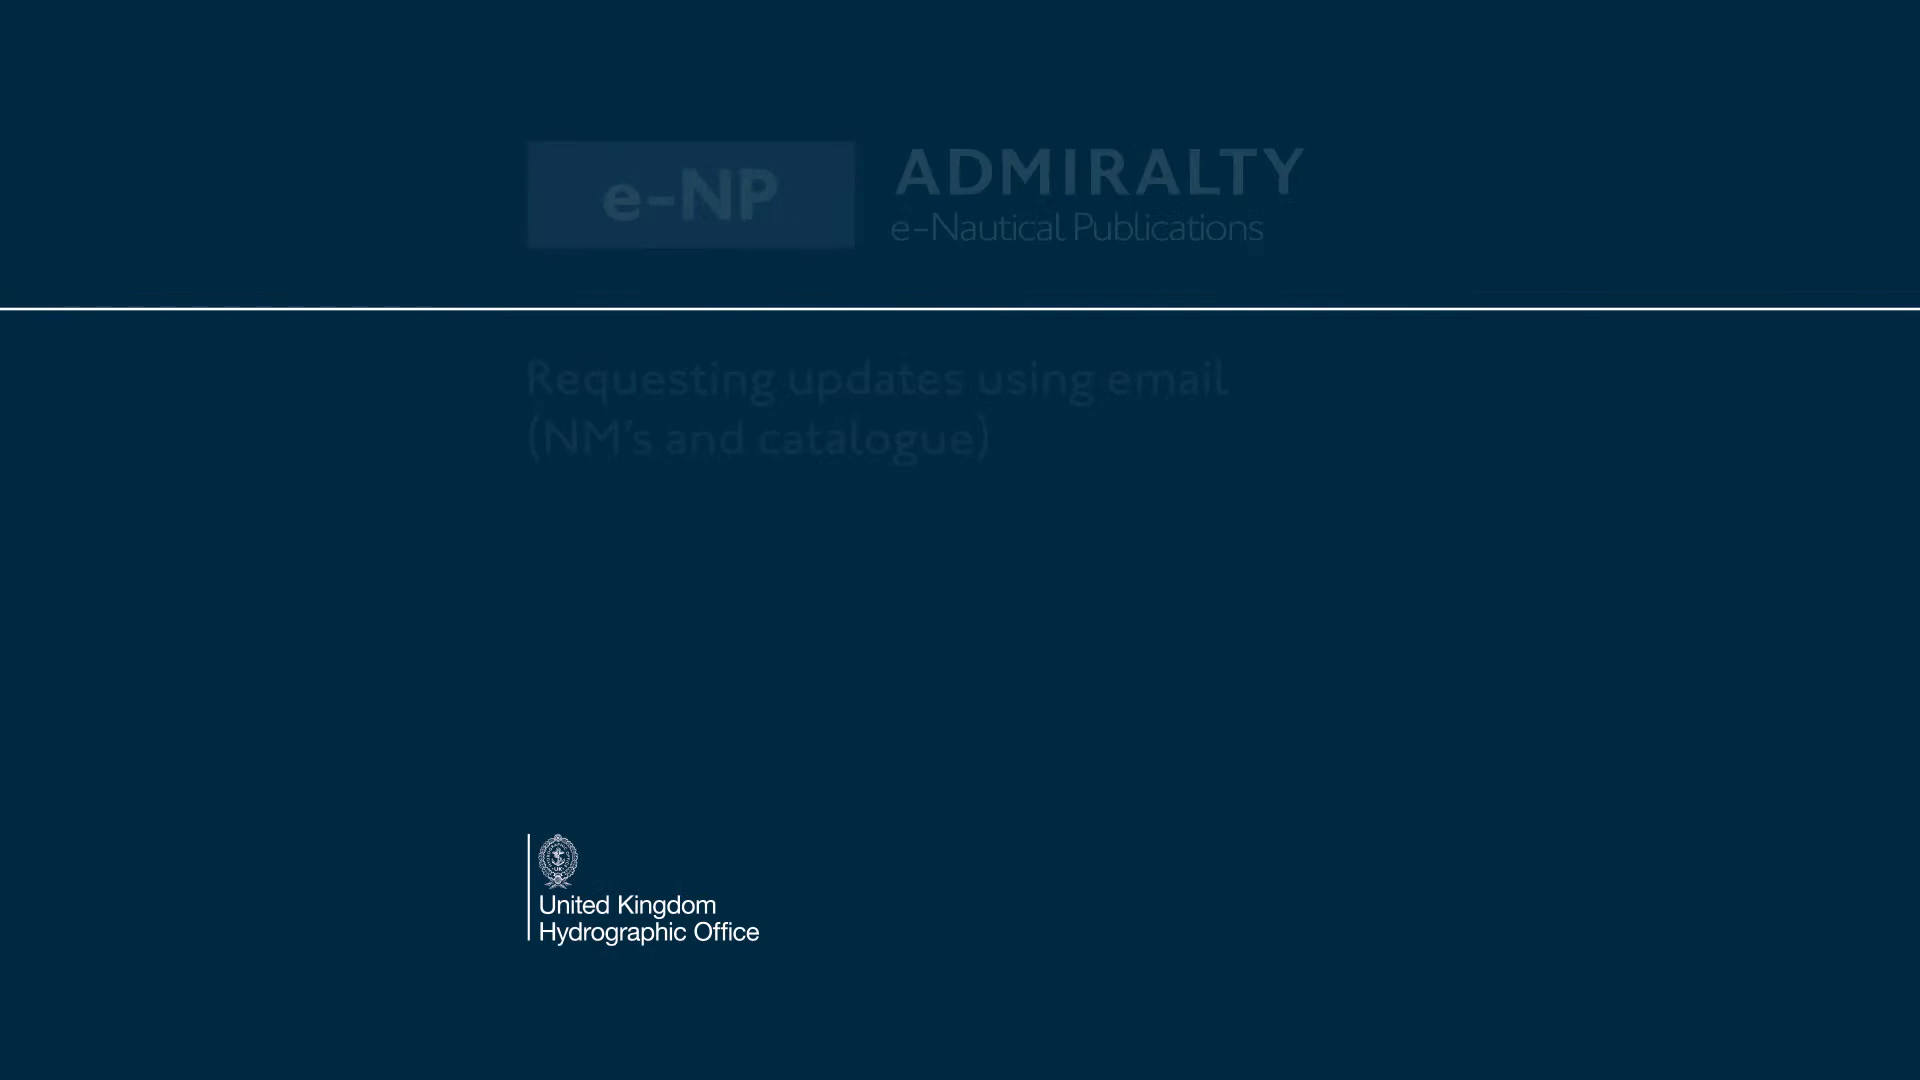 e-NP
ADMIRALTY
e-Nautical Publications
Requesting updates using email
(NM's and catalogue)
United Kingdom
Hydrographic Office